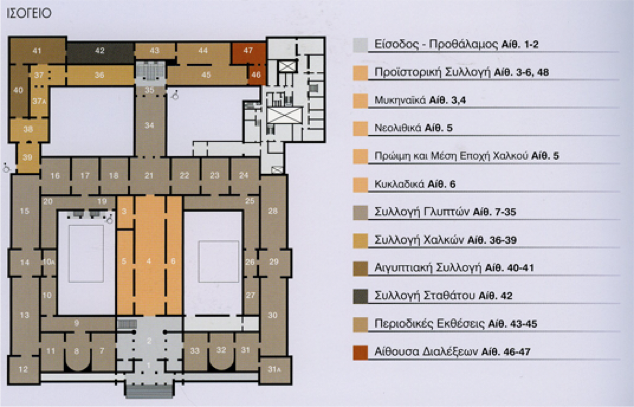 ΙΣΟΓΕΙΟ
41 42 43 44 47
37 36 45 46
40 37Α 35
34
38
39
16 17 18 21 22 23 24
20 19 25
15 3 28
14 10Α 5 4 6 26 29
10 27
13 9 30
2
11 8 7 33 32 31
12 1 31Α
Είσοδος - Προθάλαμος Αίθ. 1-2
Προϊστορική Συλλογή Αίθ. 3-6, 48
Μυκηναϊκά Αίθ. 3,4
Νεολιθικά Αίθ. 5
Πρώιμη και Μέση Εποχή Χαλκού Αίθ. 5
Κυκλαδικά Αίθ. 6
Συλλογή Γλυπτών Αίθ. 7-35
Συλλογή Χαλκών Αίθ. 36-39
Αιγυπτιακή Συλλογή Αίθ. 40-41
Συλλογή Σταθάτου Αίθ. 42
Περιοδικές Εκθέσεις Αίθ. 43-45
Αίθουσα Διαλέξεων Αίθ. 46-47